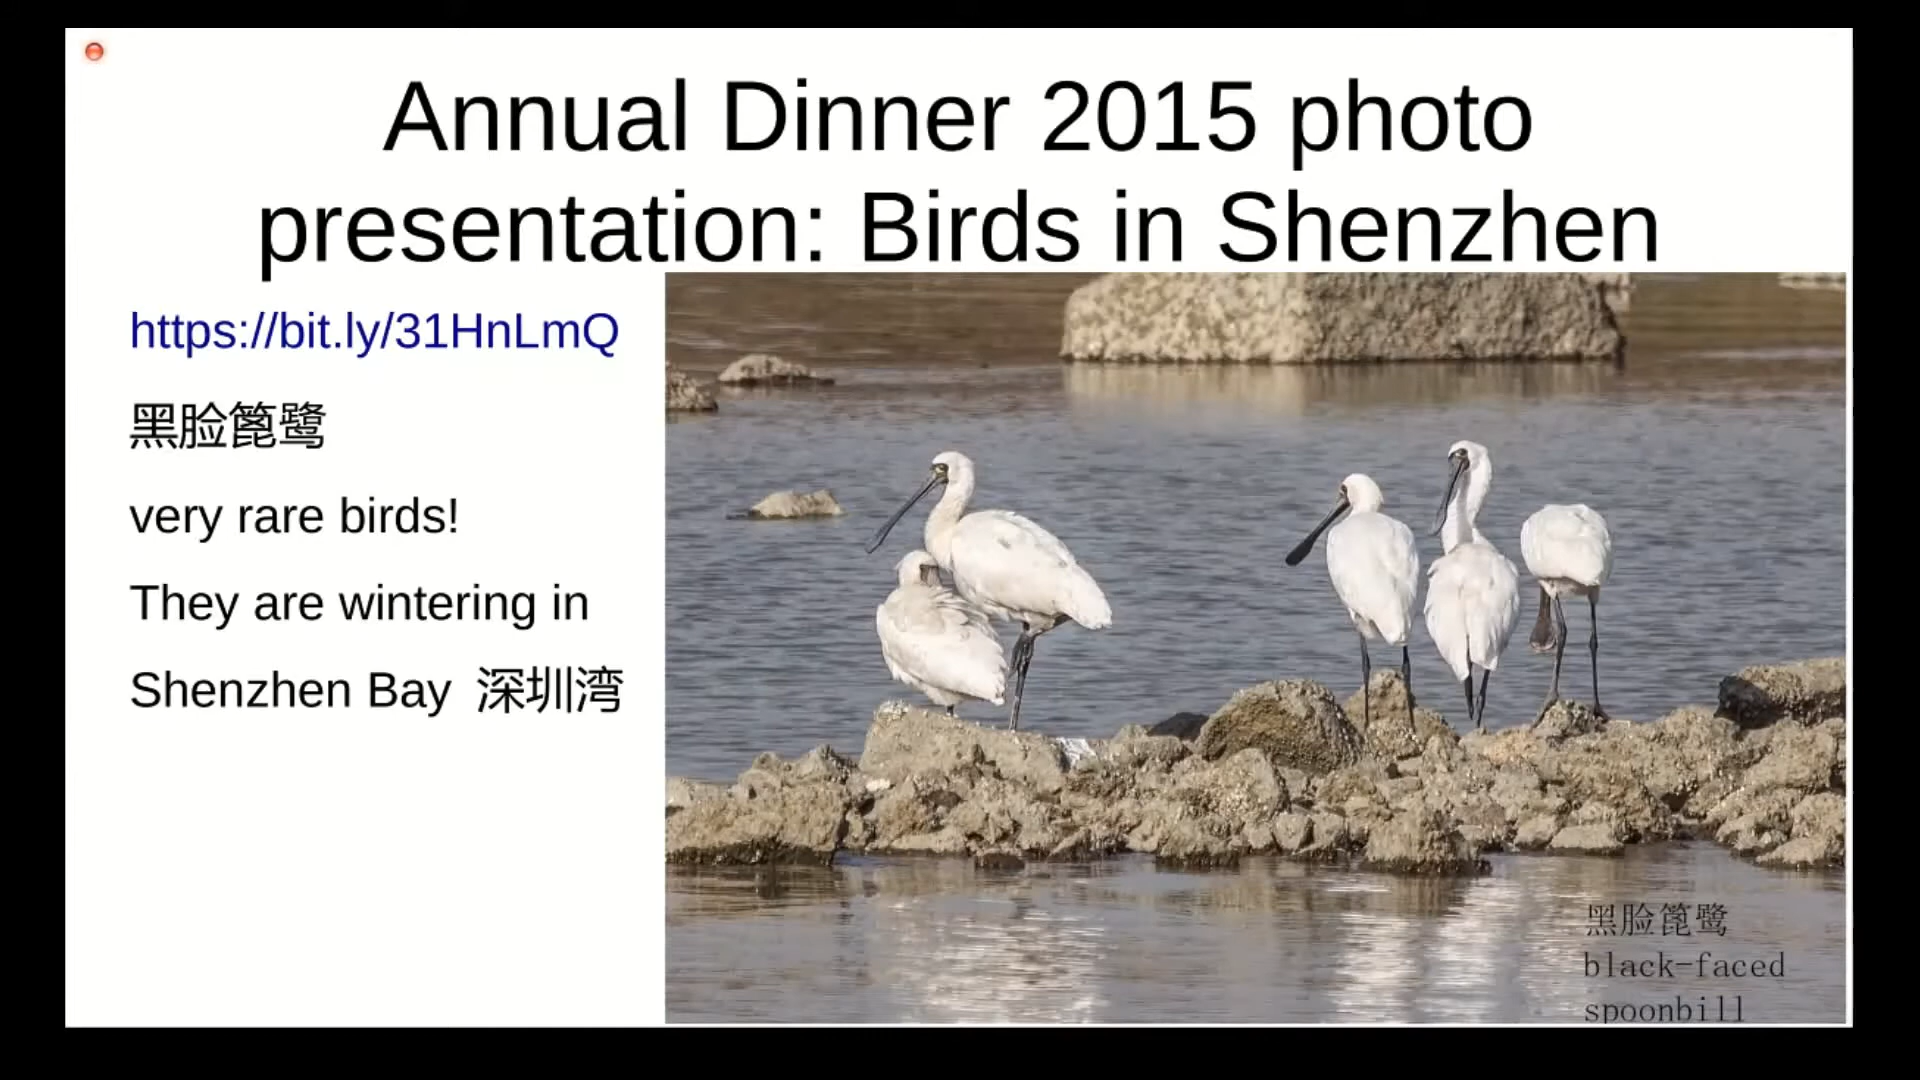 Annual Dinner 2015 photo
presentation: Birds in Shenzhen
https://bit.ly/31HnLmQ
黑脸篦鹭
very rare birds!
They are wintering in
Shenzhen Bay 深圳湾
黑脸篦鹭
black-faced
spoonbill